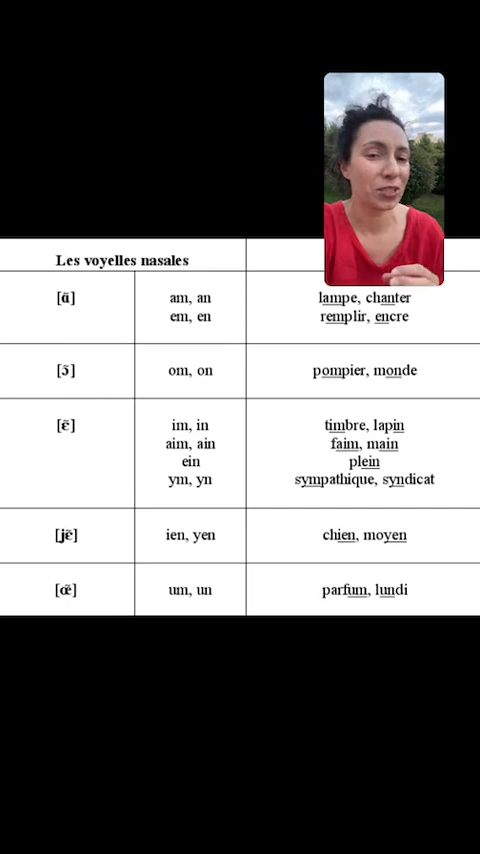 Les voyelles nasales
[ɑ̃] am, an lampe, chanter
em, en remplir, encre
[ɔ̃] om, on pompier, monde
[ɛ̃] im, in timbre, lapin
aim, ain faim, main
ein plein
ym, yn sympathique, syndicat
[jɛ̃] ien, yen chien, moyen
[œ̃] um, un parfum, lundi